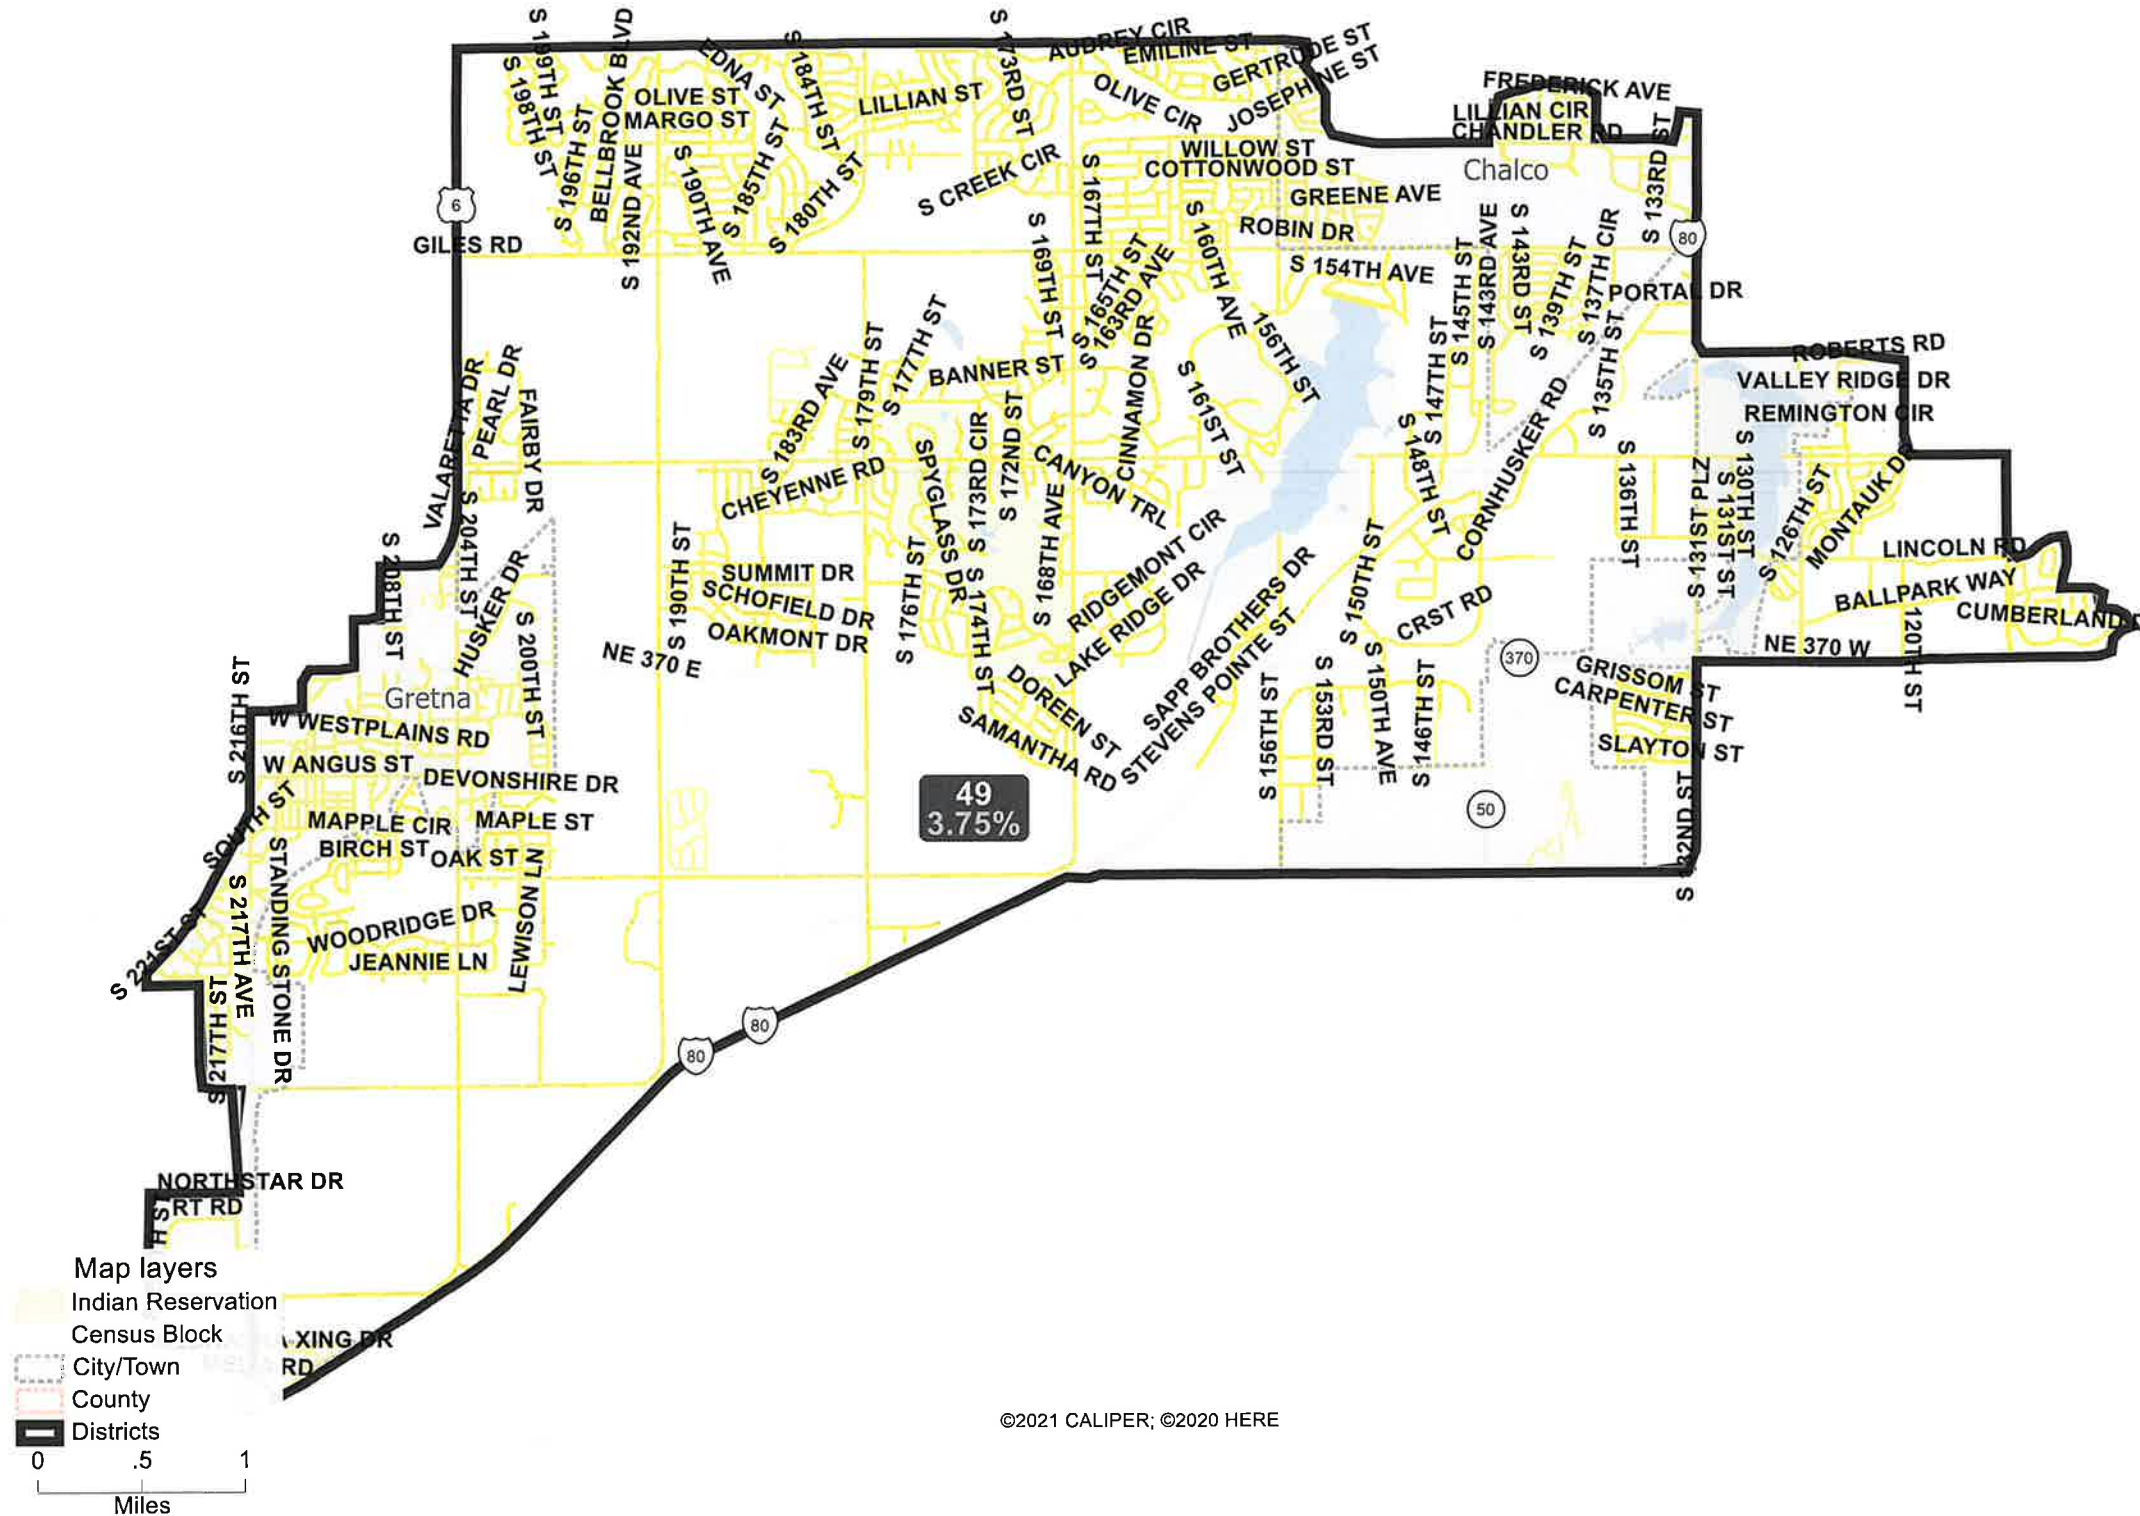 S 199TH ST
S 198TH ST
S 196TH ST
BELLBROOK BLVD
S 192ND AVE
EDNA ST
OLIVE ST
MARGO ST
S 190TH AVE
S 185TH ST
S 184TH ST
S 180TH ST
LILLIAN ST
S 173RD ST
S CREEK CIR
AUDREY CIR
EMILINE ST
GERTRUDE ST
JOSEPHINE ST
OLIVE CIR
WILLOW ST
COTTONWOOD ST
GREENE AVE
ROBIN DR
S 154TH AVE
FREDERICK AVE
LILLIAN CIR
CHANDLER RD
Chalco
S 133RD ST
80
6
GILES RD
S 169TH ST
S 167TH ST
S 165TH ST
S 163RD AVE
S 160TH AVE
156TH ST
S 161ST ST
CINNAMON DR
S 147TH ST
S 145TH ST
S 143RD AVE
S 143RD ST
S 139TH ST
S 137TH CIR
S 135TH ST
PORTAL DR
ROBERTS RD
VALLEY RIDGE DR
REMINGTON CIR
VALARETTA DR
PEARL DR
FAIRBY DR
S 183RD AVE
S 179TH ST
S 177TH ST
BANNER ST
CHEYENNE RD
SPYGLASS DR
S 173RD CIR
S 172ND ST
CANYON TRL
S 168TH AVE
S 148TH ST
CORNHUSKER RD
S 136TH ST
S 131ST PLZ
S 131ST ST
S 130TH ST
S 126TH ST
MONTAUK DR
LINCOLN RD
BALLPARK WAY
CUMBERLAND
120TH ST
NE 370 W
S 208TH ST
S 204TH ST
HUSKER DR
S 200TH ST
S 190TH ST
SUMMIT DR
SCHOFIELD DR
OAKMONT DR
NE 370 E
S 176TH ST
S 174TH ST
RIDGEMONT CIR
LAKE RIDGE DR
DOREEN ST
SAMANTHA RD
SAPP BROTHERS DR
STEVENS POINTE ST
S 156TH ST
S 153RD ST
S 150TH ST
S 150TH AVE
S 146TH ST
CRST RD
370
GRISSOM ST
CARPENTER ST
SLAYTON ST
S 132ND ST
50
Gretna
S 216TH ST
W WESTPLAINS RD
W ANGUS ST
DEVONSHIRE DR
SOUTH ST
MAPPLE CIR
MAPLE ST
BIRCH ST
OAK ST
STANDING STONE DR
LEWISON LN
WOODRIDGE DR
JEANNIE LN
S 221ST ST
S 217TH AVE
S 217TH ST
49
3.75%
80
80
NORTHSTAR DR
RT RD
H ST
XING DR
RD
Map layers
Indian Reservation
Census Block
City/Town
County
Districts
0 .5 1
Miles
©2021 CALIPER; ©2020 HERE